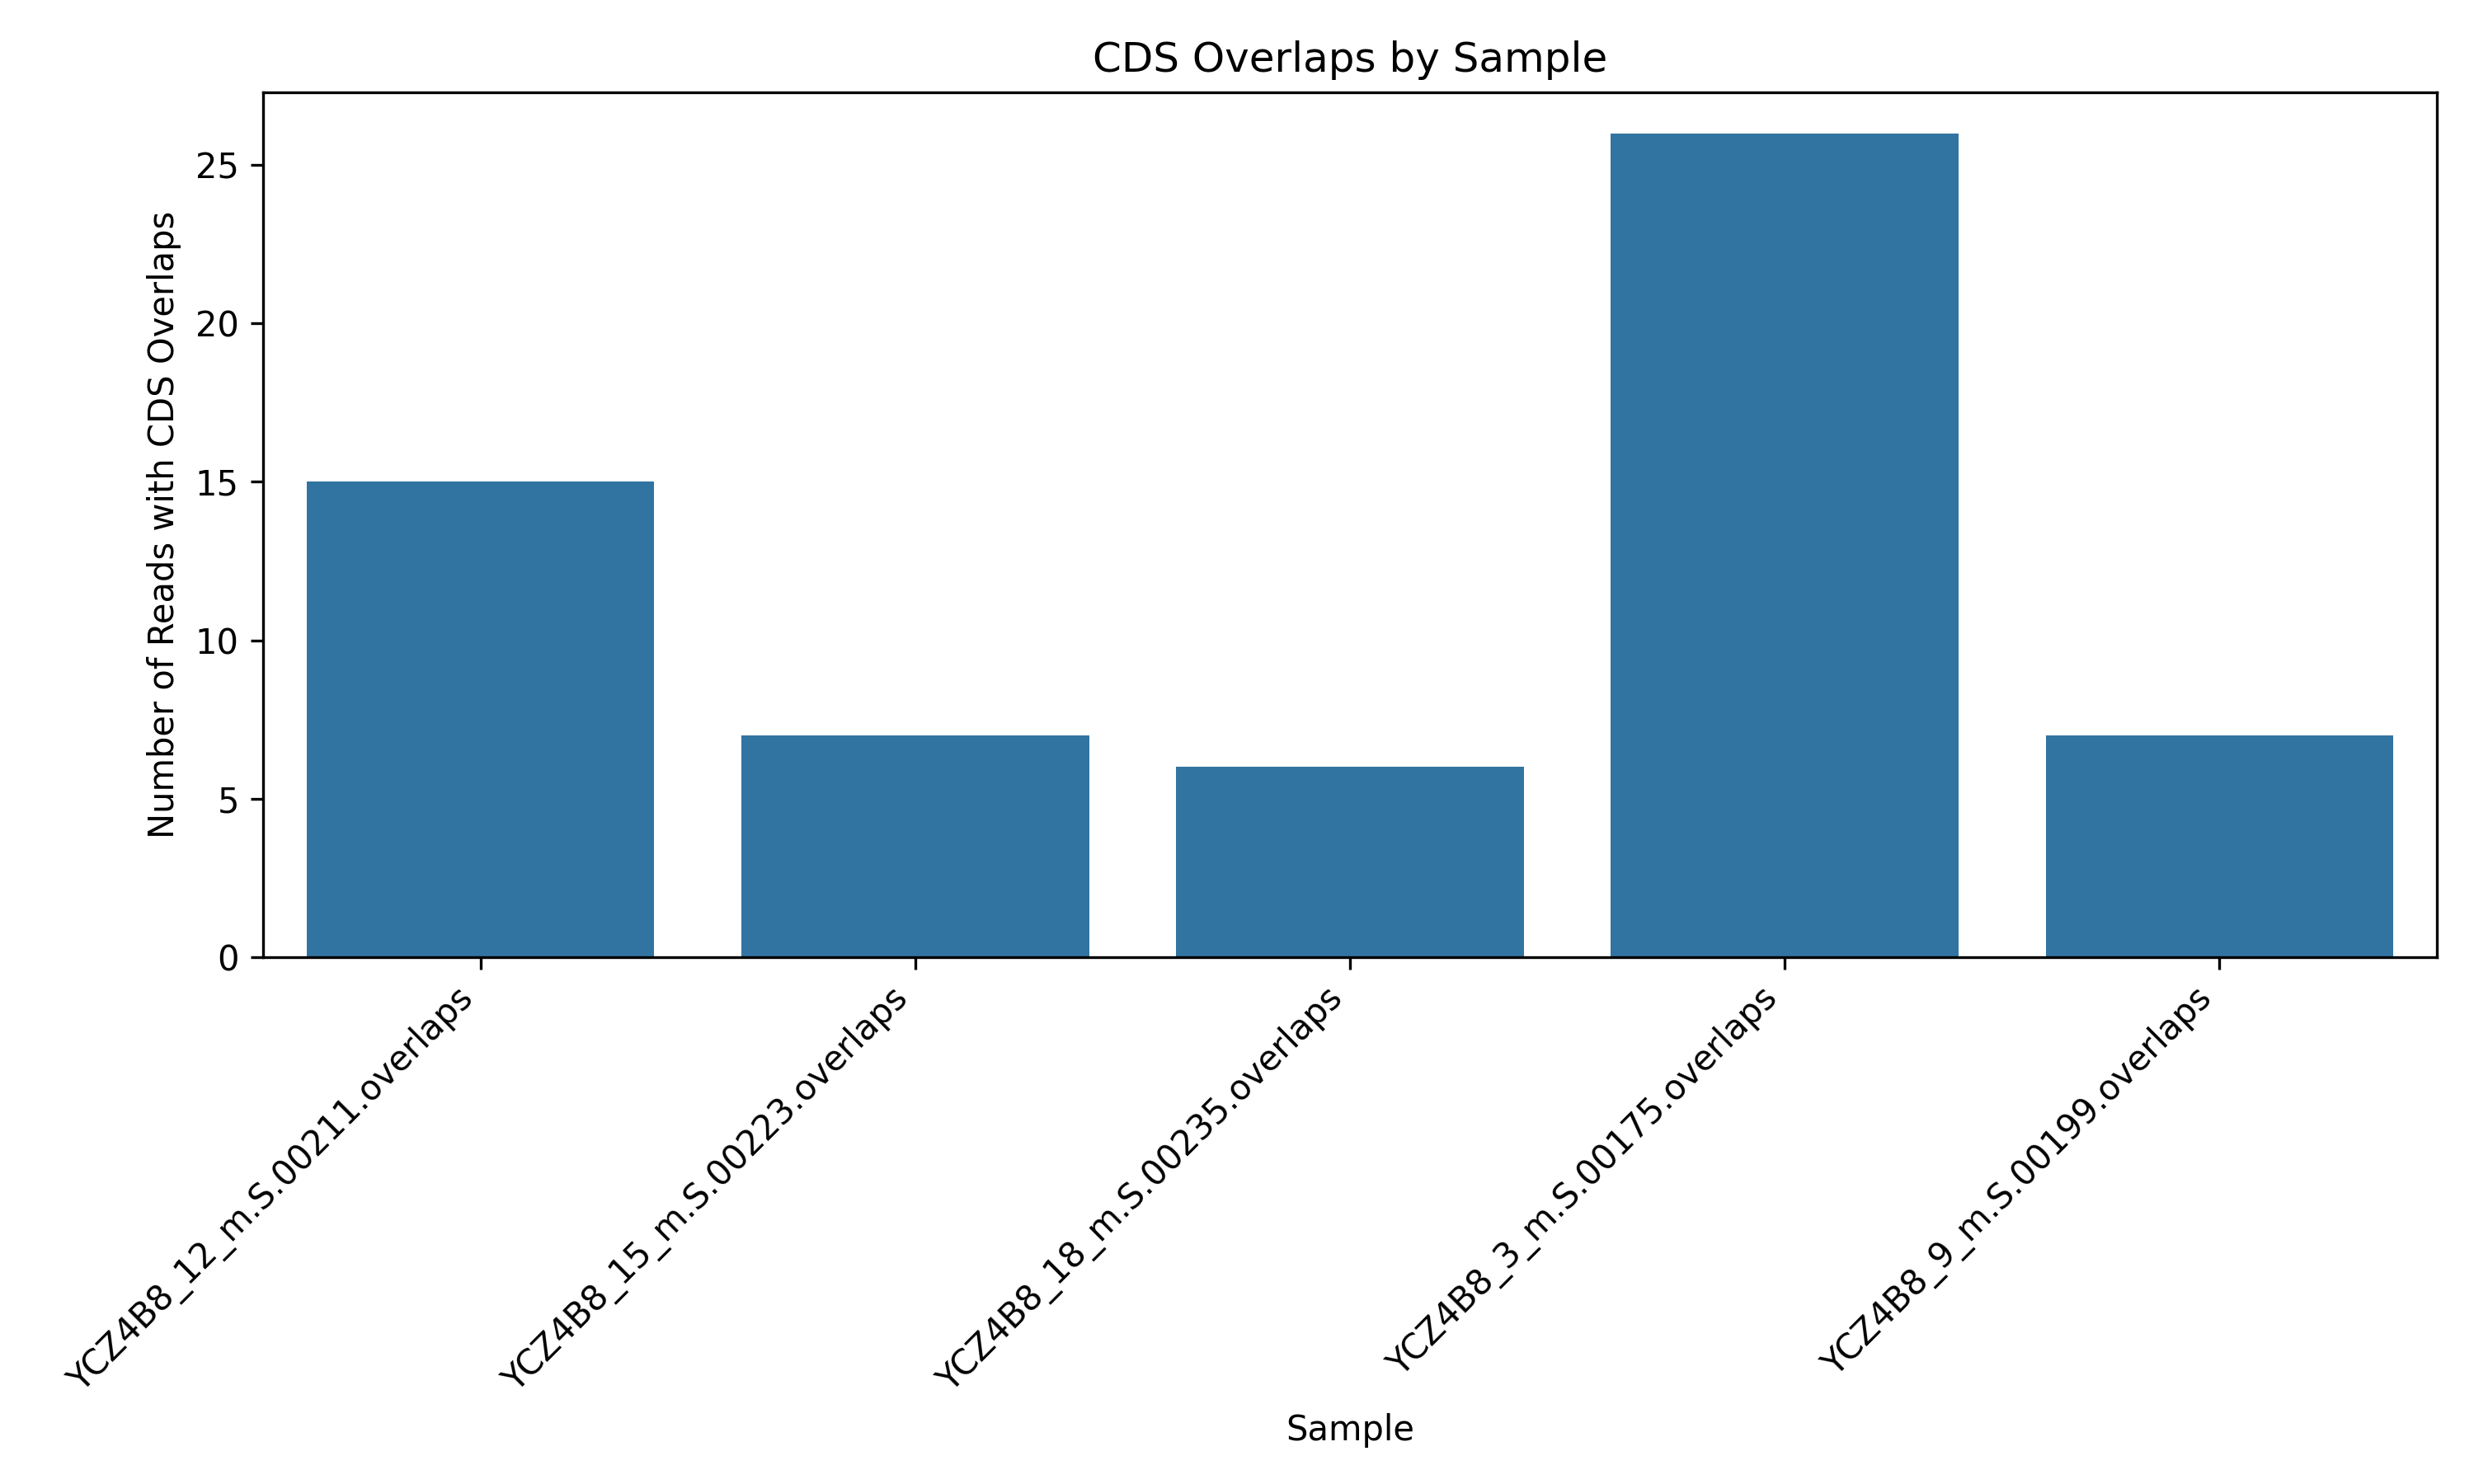 CDS Overlaps by Sample
Number of Reads with CDS Overlaps
25
20
15
10
5
0
YCZ4B8_12_m.S.00211.overlaps
YCZ4B8_15_m.S.00223.overlaps
YCZ4B8_18_m.S.00235.overlaps
YCZ4B8_3_m.S.00175.overlaps
YCZ4B8_9_m.S.00199.overlaps
Sample